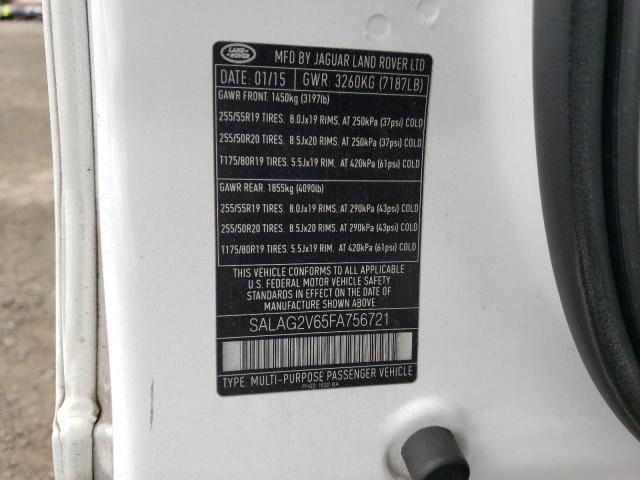 LAND ROVER
MFD BY JAGUAR LAND ROVER LTD
DATE: 01/15 GWR. 3260KG (7187LB)
GAWR FRONT. 1450kg (3197lb)
255/55R19 TIRES. 8.0Jx19 RIMS. AT 250kPa (37psi) COLD
255/50R20 TIRES. 8.5Jx20 RIMS. AT 250kPa (37psi) COLD
T175/80R19 TIRES. 5.5Jx19 RIM. AT 420kPa (61psi) COLD
GAWR REAR. 1855kg (4090lb)
255/55R19 TIRES. 8.0Jx19 RIMS. AT 290kPa (43psi) COLD
255/50R20 TIRES. 8.5Jx20 RIMS. AT 290kPa (43psi) COLD
T175/80R19 TIRES. 5.5Jx19 RIM. AT 420kPa (61psi) COLD
THIS VEHICLE CONFORMS TO ALL APPLICABLE
U.S. FEDERAL MOTOR VEHICLE SAFETY
STANDARDS IN EFFECT ON THE DATE OF
MANUFACTURE SHOWN ABOVE
SALAG2V65FA756721
TYPE: MULTI-PURPOSE PASSENGER VEHICLE